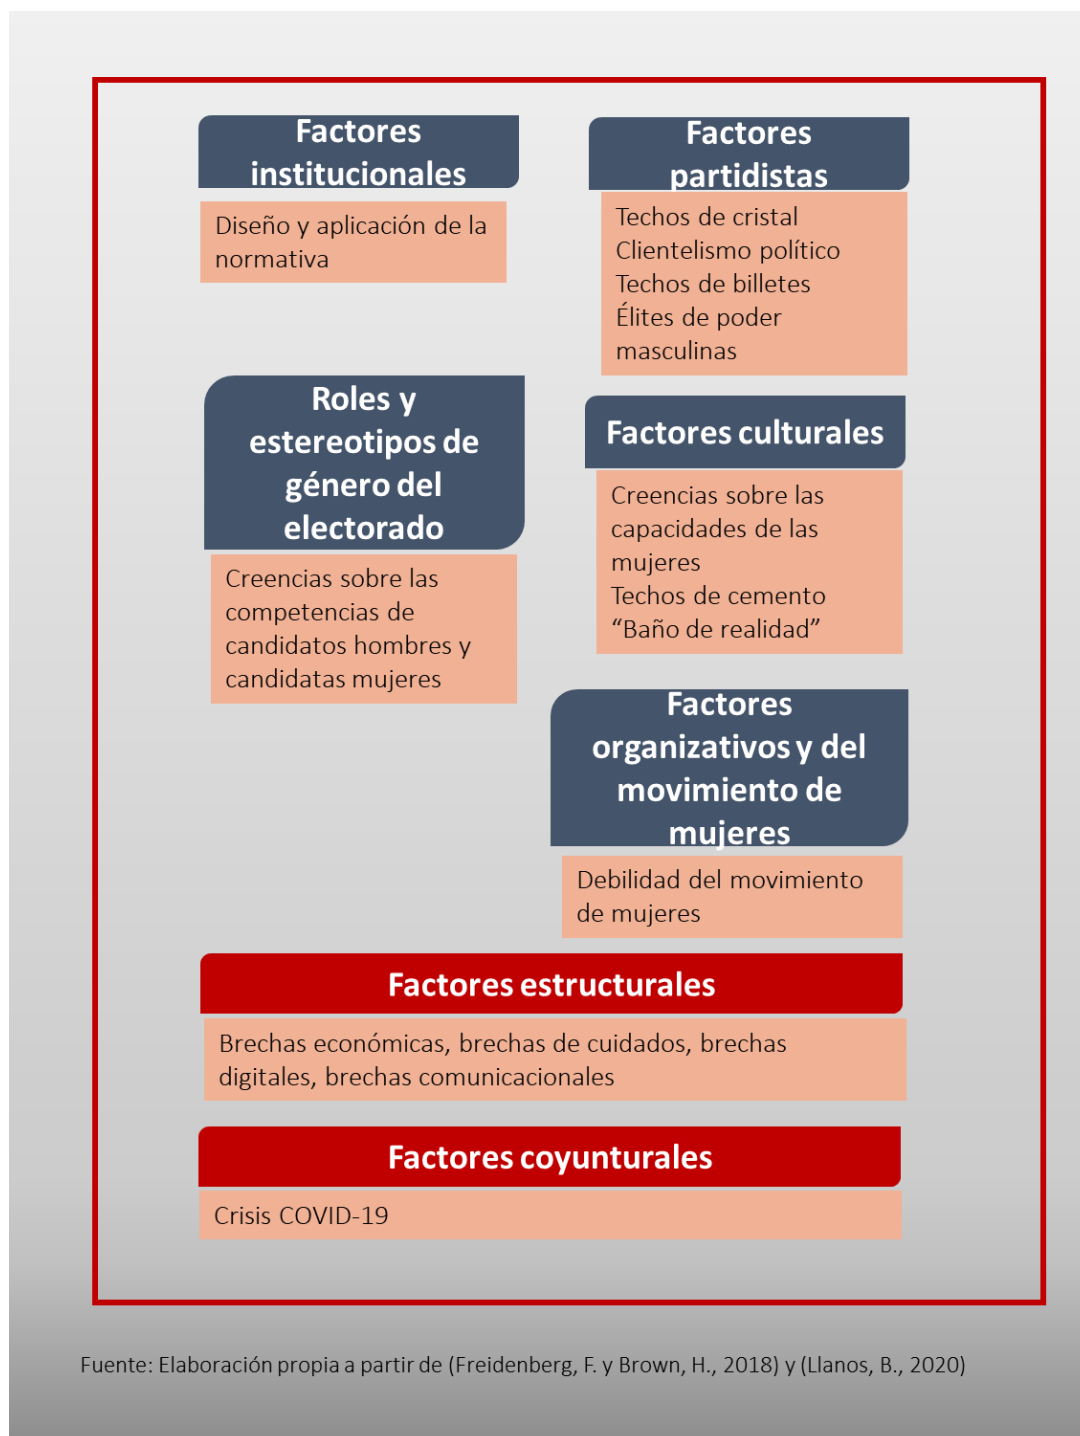 Factores
institucionales
Diseño y aplicación de la
normativa
Factores
partidistas
Techos de cristal
Clientelismo político
Techos de billetes
Élites de poder
masculinas
Roles y
estereotipos de
género del
electorado
Creencias sobre las
competencias de
candidatos hombres y
candidatas mujeres
Factores culturales
Creencias sobre las
capacidades de las
mujeres
Techos de cemento
“Baño de realidad”
Factores
organizativos y del
movimiento de
mujeres
Debilidad del movimiento
de mujeres
Factores estructurales
Brechas económicas, brechas de cuidados, brechas
digitales, brechas comunicacionales
Factores coyunturales
Crisis COVID-19
Fuente: Elaboración propia a partir de (Freidenberg, F. y Brown, H., 2018) y (Llanos, B., 2020)